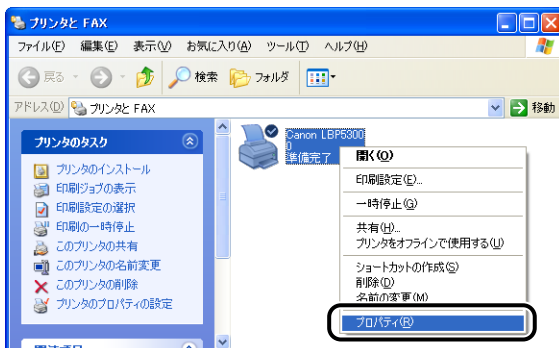 プリンタと FAX
ファイル(F) 編集(E) 表示(V) お気に入り(A) ツール(T) ヘルプ(H)
戻る 検索 フォルダ
アドレス(D) プリンタと FAX 移動
プリンタのタスク
プリンタのインストール
印刷ジョブの表示
印刷設定の選択
印刷の一時停止
このプリンタの共有
このプリンタの名前変更
このプリンタの削除
プリンタのプロパティの設定
Canon LBP5300
0
準備完了
開く(O)
印刷設定(E)...
一時停止(G)
共有(H)...
プリンタをオフラインで使用する(U)
ショートカットの作成(S)
削除(D)
名前の変更(M)
プロパティ(R)